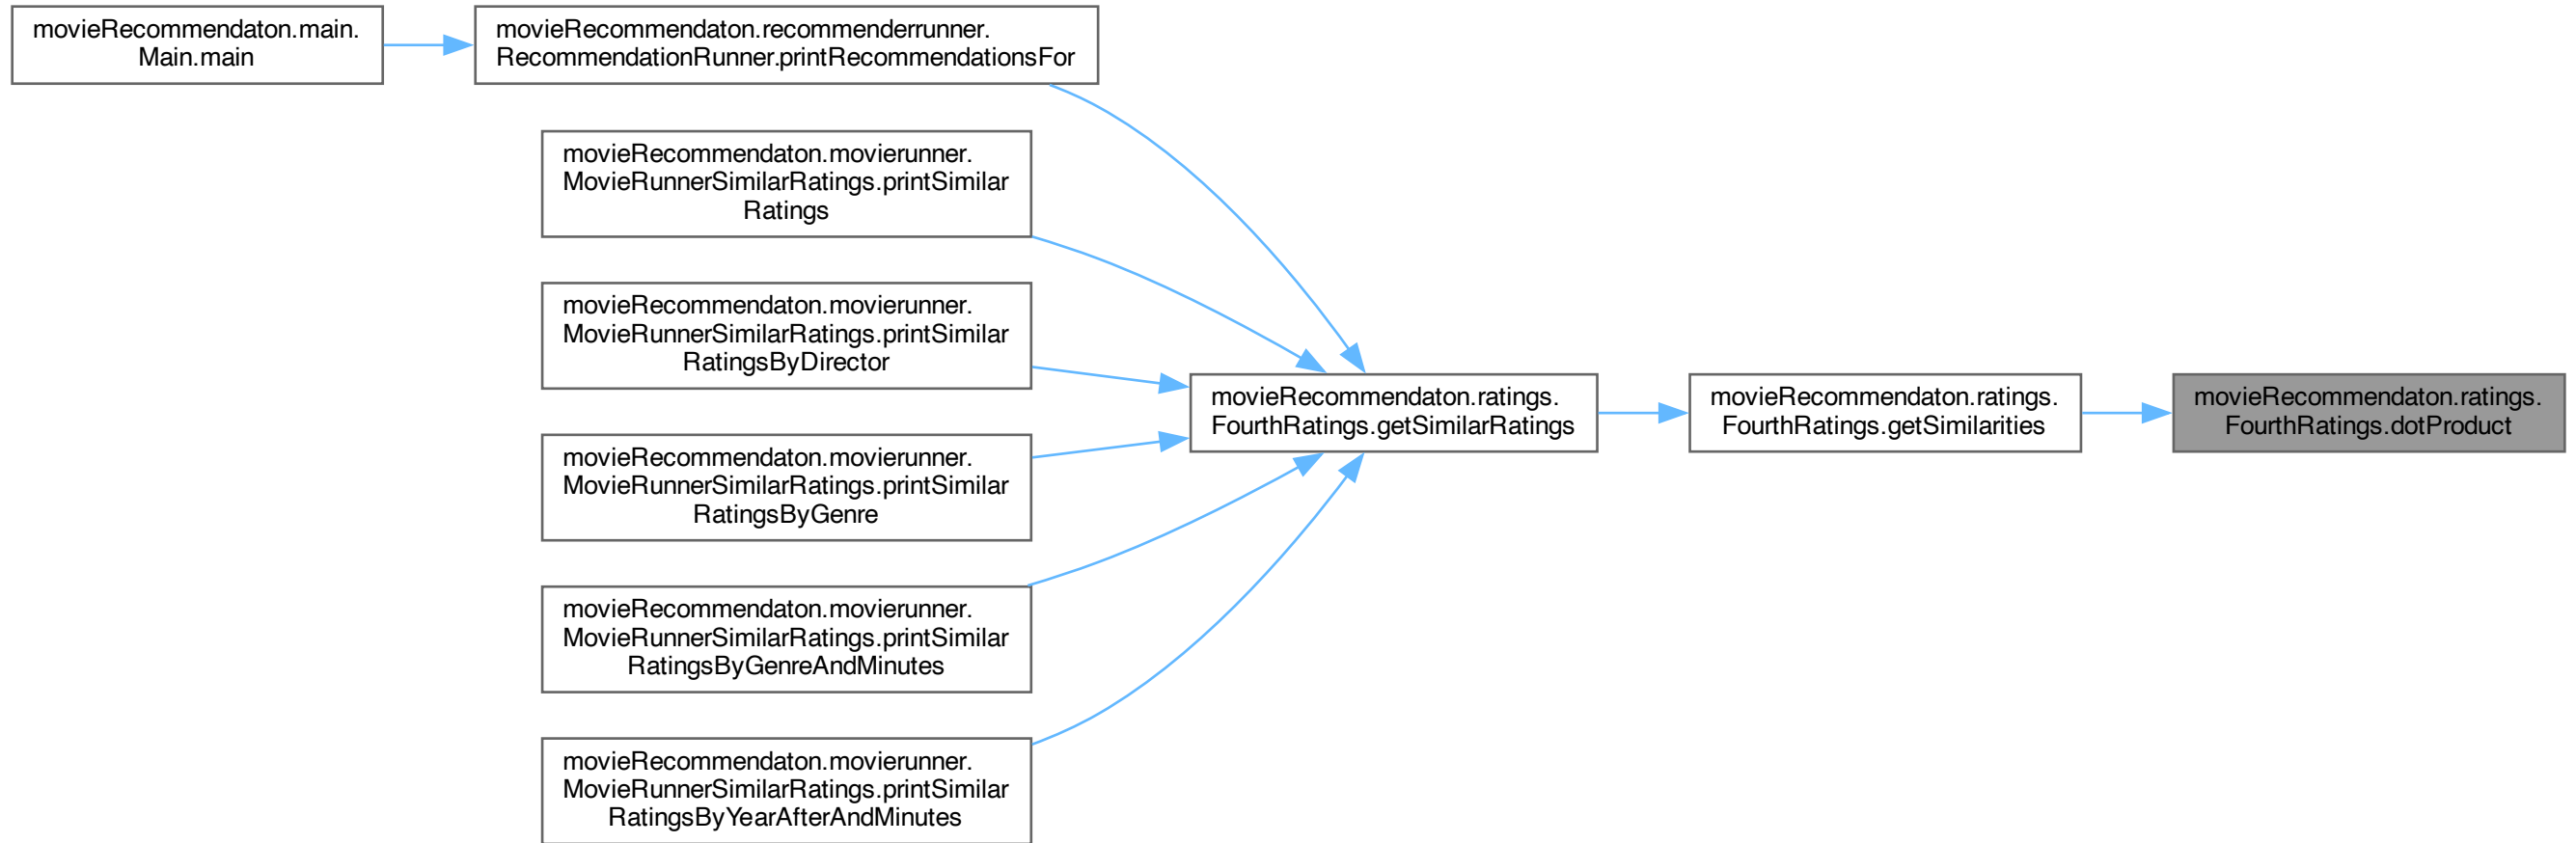 movieRecommendaton.main.
Main.main
movieRecommendaton.recommenderrunner.
RecommendationRunner.printRecommendationsFor
movieRecommendaton.movierunner.
MovieRunnerSimilarRatings.printSimilar
Ratings
movieRecommendaton.movierunner.
MovieRunnerSimilarRatings.printSimilar
RatingsByDirector
movieRecommendaton.movierunner.
MovieRunnerSimilarRatings.printSimilar
RatingsByGenre
movieRecommendaton.movierunner.
MovieRunnerSimilarRatings.printSimilar
RatingsByGenreAndMinutes
movieRecommendaton.movierunner.
MovieRunnerSimilarRatings.printSimilar
RatingsByYearAfterAndMinutes
movieRecommendaton.ratings.
FourthRatings.getSimilarRatings
movieRecommendaton.ratings.
FourthRatings.getSimilarities
movieRecommendaton.ratings.
FourthRatings.dotProduct